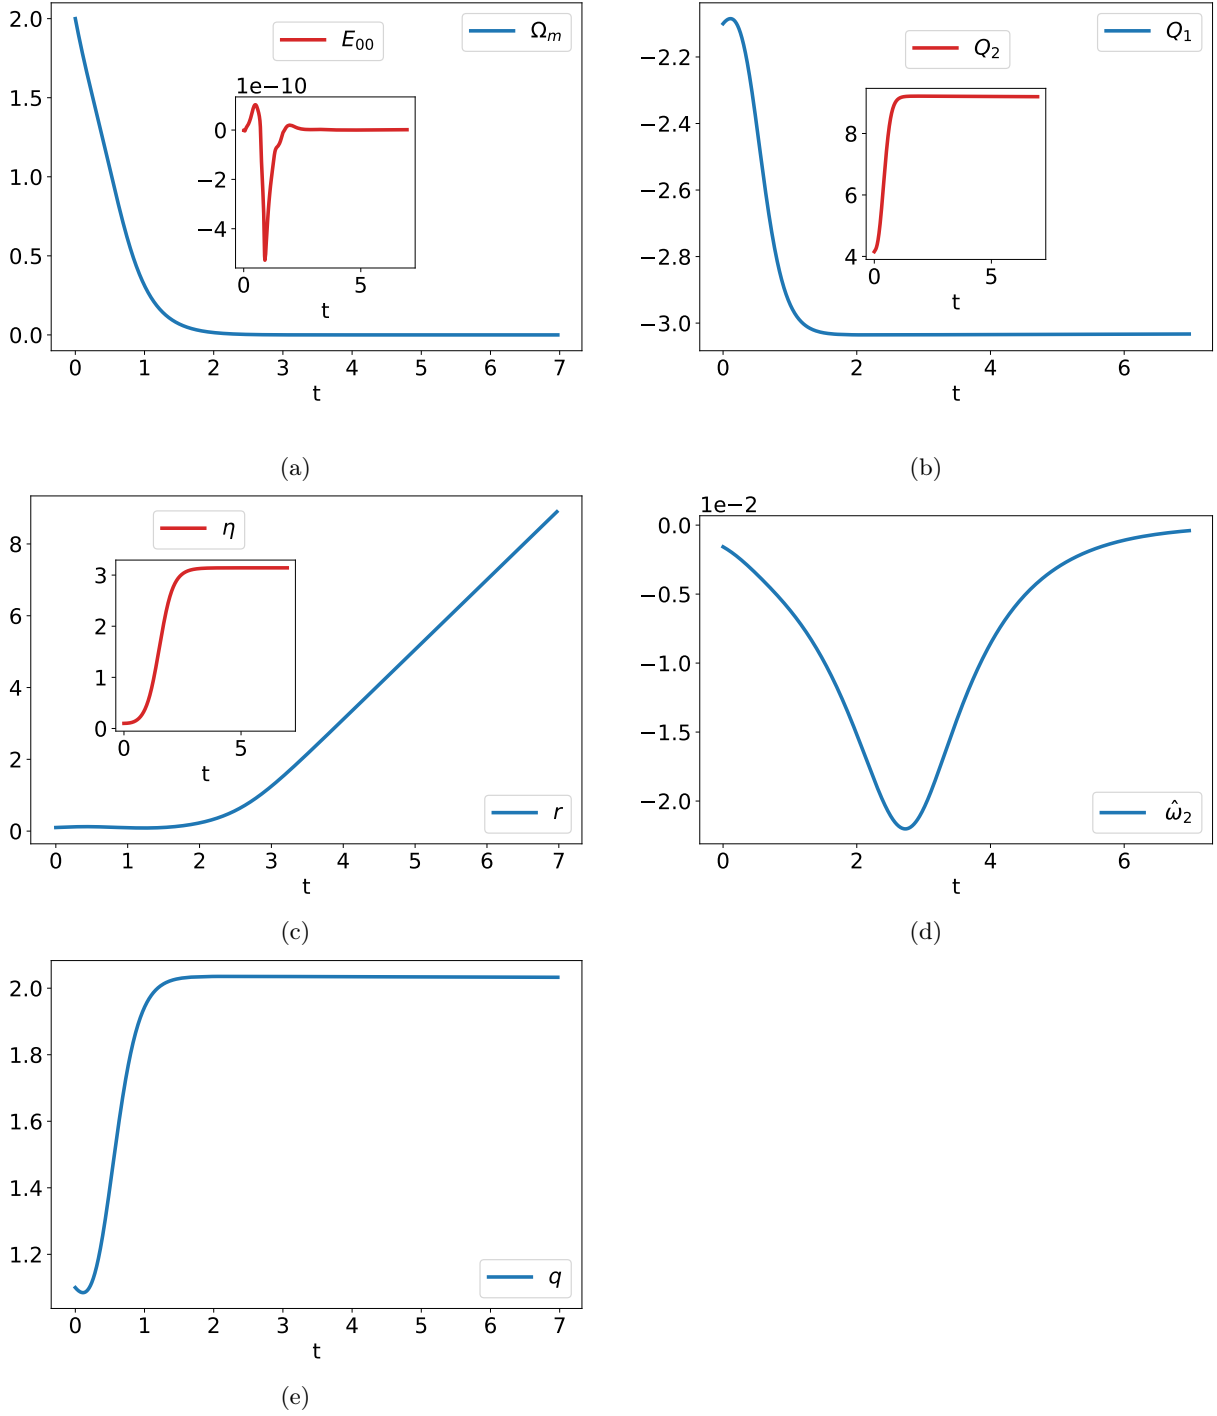 2.0
1.5
1.0
0.5
0.0
E₀₀
Ωₘ
1e−10
0
−2
−4
0 5
t
0 1 2 3 4 5 6 7
t
(a)
−2.2
−2.4
−2.6
−2.8
−3.0
Q₂
Q₁
8
6
4
0 5
t
0 2 4 6
t
(b)
8
6
4
2
0
η
3
2
1
0
0 5
t
r
0 1 2 3 4 5 6 7
t
(c)
1e−2
0.0
−0.5
−1.0
−1.5
−2.0
ω̂₂
0 2 4 6
t
(d)
2.0
1.8
1.6
1.4
1.2
q
0 1 2 3 4 5 6 7
t
(e)